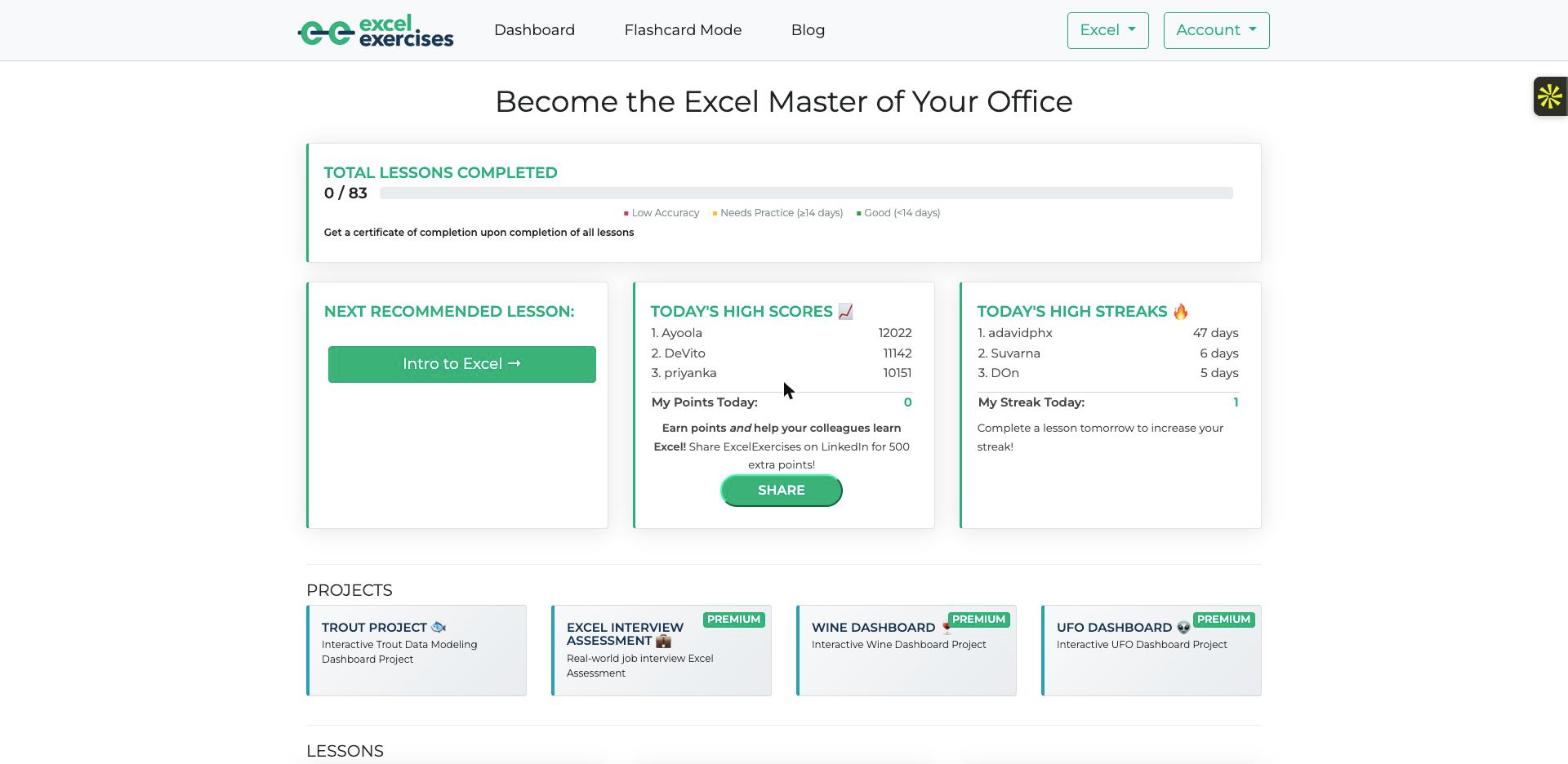 excel
exercises
Dashboard
Flashcard Mode
Blog
Excel
Account
Become the Excel Master of Your Office
TOTAL LESSONS COMPLETED
0 / 83
Low Accuracy Needs Practice (≥14 days) Good (<14 days)
Get a certificate of completion upon completion of all lessons
NEXT RECOMMENDED LESSON:
Intro to Excel →
TODAY'S HIGH SCORES 📈
1. Ayoola 12022
2. DeVito 11142
3. priyanka 10151
My Points Today: 0
Earn points and help your colleagues learn
Excel! Share ExcelExercises on LinkedIn for 500
extra points!
SHARE
TODAY'S HIGH STREAKS 🔥
1. adavidphx 47 days
2. Suvarna 6 days
3. DOn 5 days
My Streak Today: 1
Complete a lesson tomorrow to increase your
streak!
PROJECTS
TROUT PROJECT 🐟
Interactive Trout Data Modeling
Dashboard Project
PREMIUM
EXCEL INTERVIEW
ASSESSMENT 💼
Real-world job interview Excel
Assessment
PREMIUM
WINE DASHBOARD 🍷
Interactive Wine Dashboard Project
PREMIUM
UFO DASHBOARD 👽
Interactive UFO Dashboard Project
LESSONS